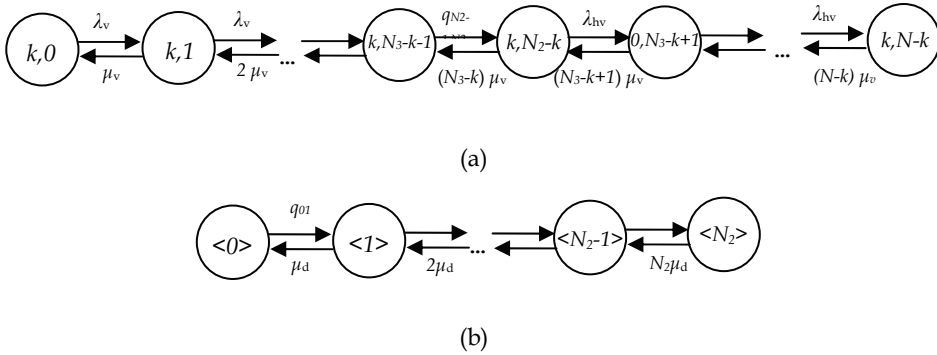 λv λv qN2- λhv λhv
k,0 k,1 ... k,N3-k-1 k,N2-k 0,N3-k+1 ... k,N-k
μv 2 μv (N3-k) μv (N3-k+1) μv (N-k) μv
(a)
q01
<0> <1> ... <N2-1> <N2>
μd 2μd N2μd
(b)